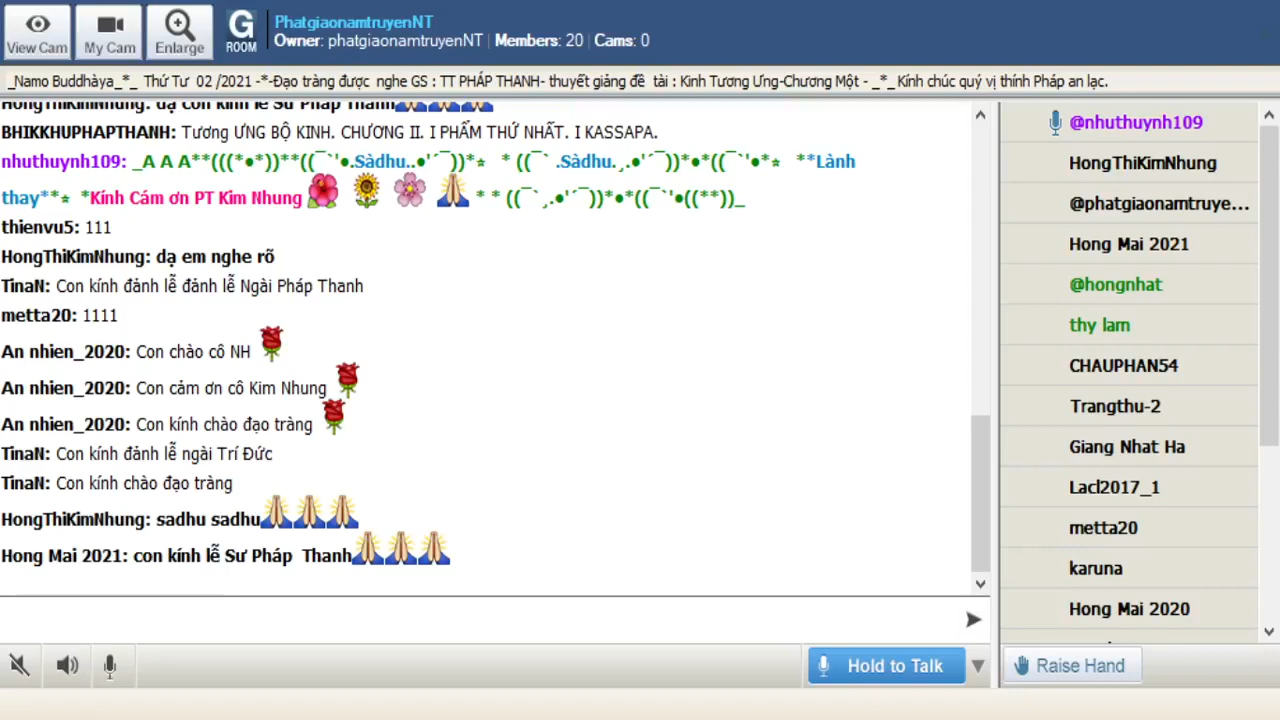 View Cam
My Cam
Enlarge
G
ROOM
PhatgiaonamtruyenNT
Owner: phatgiaonamtruyenNT | Members: 20 | Cams: 0
_Namo Buddhàya_*_ Thứ Tư 02 /2021 -*-Đạo tràng được nghe GS : TT PHÁP THANH- thuyết giảng đề tài : Kinh Tương Ưng-Chương Một - _*_ Kính chúc quý vị thính Pháp an lạc.
HongThiKimNhung: dạ con kính lễ Sư Pháp Thanh🙏🙏🙏
BHIKKHUPHAPTHANH: Tương ƯNG BỘ KINH. CHƯƠNG II. I PHẨM THỨ NHẤT. I KASSAPA.
nhuthuynh109: _A A A**(((*•*))**((¯`'•.Sàdhu..•'´¯))*⭒ * ((¯` .Sàdhu.¸.•'´¯))*•*((¯`'•*⭒ **Lành
thay**⭒ *Kính Cám ơn PT Kim Nhung 🌺 🌻 🌸 🙏 * * ((¯`¸.•'´¯))*•*((¯`'•((**))_
thienvu5: 111
HongThiKimNhung: dạ em nghe rõ
TinaN: Con kính đảnh lễ đảnh lễ Ngài Pháp Thanh
metta20: 1111
An nhien_2020: Con chào cô NH 🌹
An nhien_2020: Con cảm ơn cô Kim Nhung 🌹
An nhien_2020: Con kính chào đạo tràng 🌹
TinaN: Con kính đảnh lễ ngài Trí Đức
TinaN: Con kính chào đạo tràng
HongThiKimNhung: sadhu sadhu🙏🙏🙏
Hong Mai 2021: con kính lễ Sư Pháp Thanh🙏🙏🙏
Hold to Talk
@nhuthuynh109
HongThiKimNhung
@phatgiaonamtruye...
Hong Mai 2021
@hongnhat
thy lam
CHAUPHAN54
Trangthu-2
Giang Nhat Ha
Lacl2017_1
metta20
karuna
Hong Mai 2020
Raise Hand